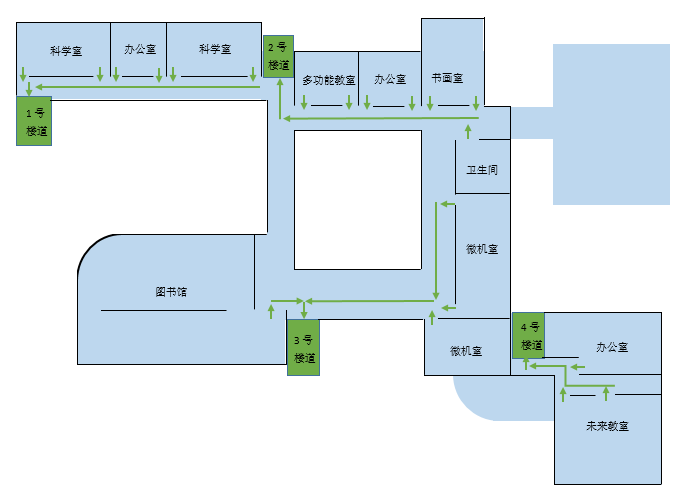 科学室
办公室
科学室
2号
楼道
多功能教室
办公室
书画室
1号
楼道
卫生间
微机室
图书馆
3号
楼道
微机室
4号
楼道
办公室
未来教室